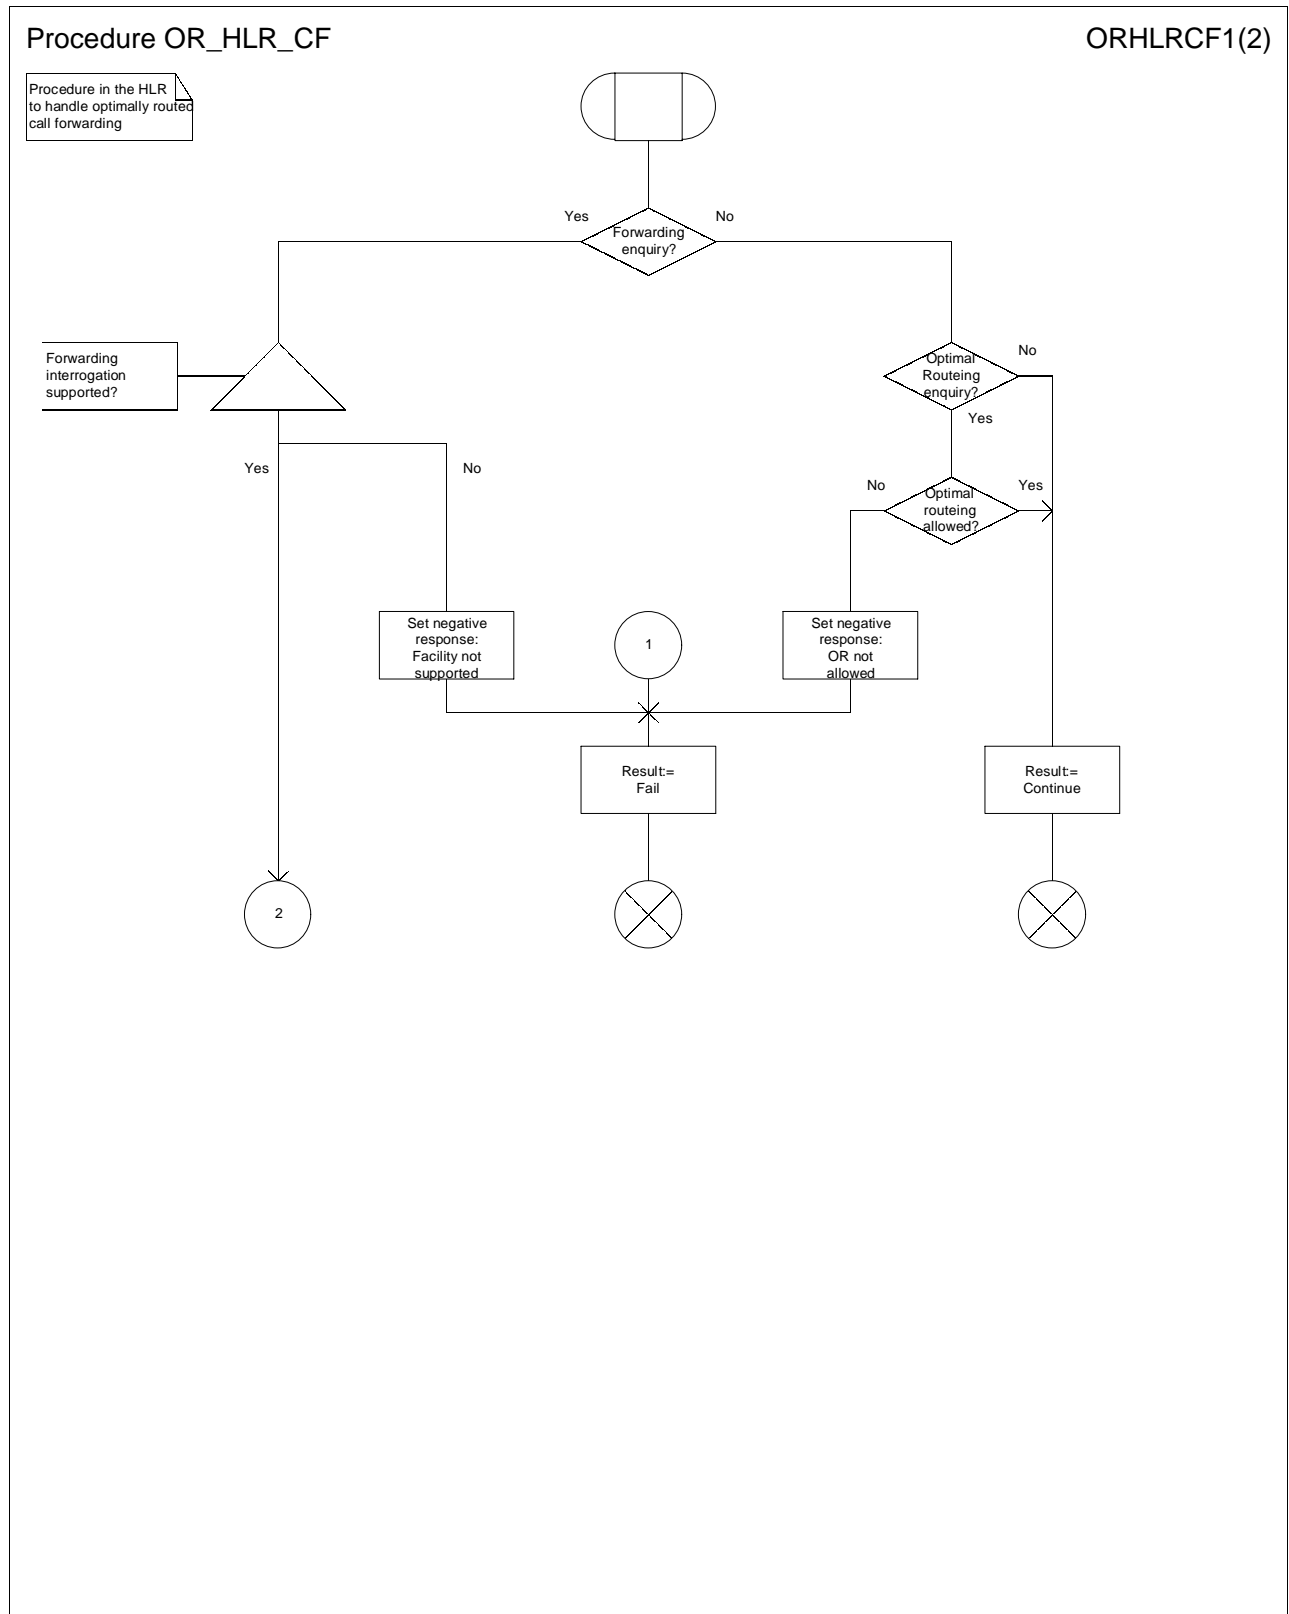 Procedure OR_HLR_CF
ORHLRCF1(2)
Procedure in the HLR
to handle optimally routed
call forwarding
Yes
No
Forwarding
enquiry?
Forwarding
interrogation
supported?
Optimal
Routeing
enquiry?
No
Yes
Yes
No
No
Yes
Optimal
routeing
allowed?
Set negative
response:
Facility not
supported
1
Set negative
response:
OR not
allowed
Result:=
Fail
Result:=
Continue
2